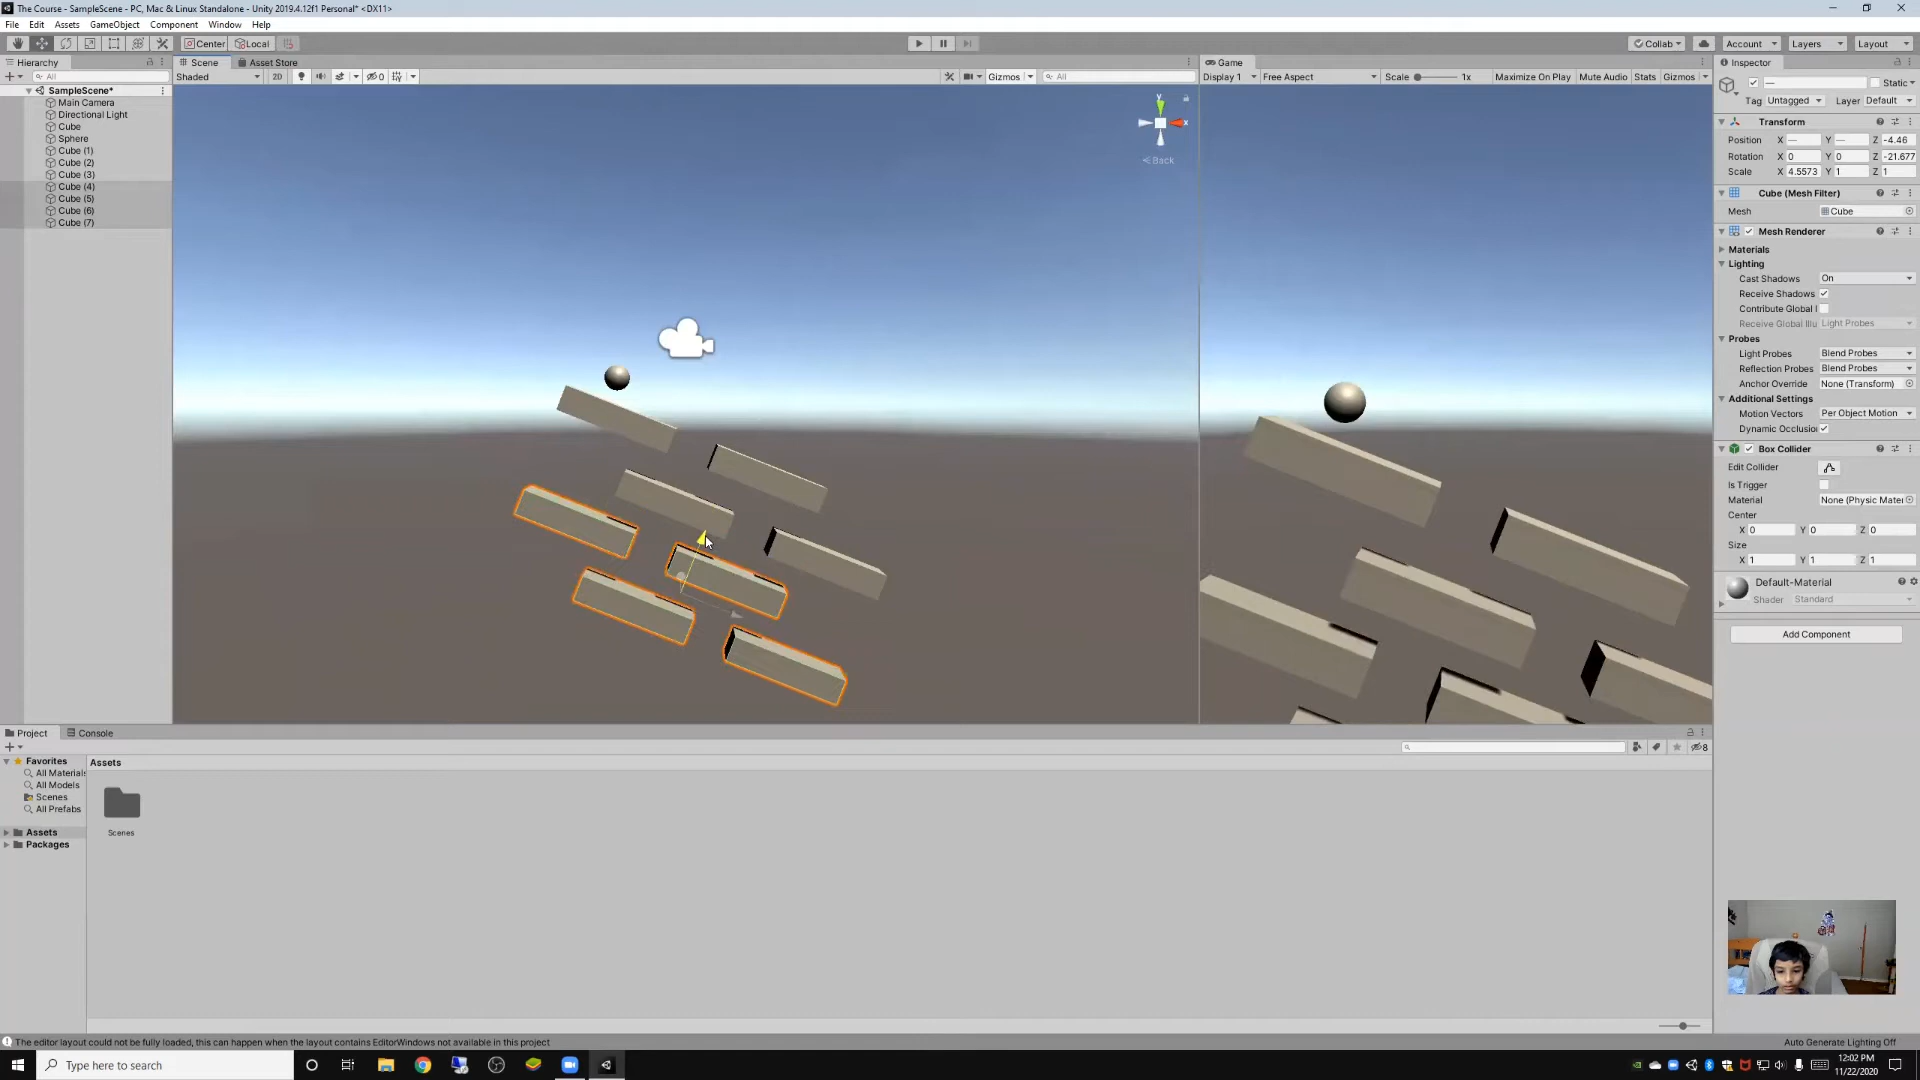 The Course - SampleScene - PC, Mac & Linux Standalone - Unity 2019.4.12f1 Personal* <DX11>
File Edit Assets GameObject Component Window Help
Center Local Collab Account Layers Layout
Hierarchy
All
SampleScene*
Main Camera
Directional Light
Cube
Sphere
Cube (1)
Cube (2)
Cube (3)
Cube (4)
Cube (5)
Cube (6)
Cube (7)
Scene Asset Store
Shaded 2D 0 Gizmos All
y
x
Back
Game
Display 1 Free Aspect Scale 1x Maximize On Play Mute Audio Stats Gizmos
Inspector
— Static
Tag Untagged Layer Default
Transform
Position X — Y — Z -4.46
Rotation X 0 Y 0 Z -21.677
Scale X 4.5573 Y 1 Z 1
Cube (Mesh Filter)
Mesh Cube
Mesh Renderer
Materials
Lighting
Cast Shadows On
Receive Shadows
Contribute Global I
Receive Global Illu Light Probes
Probes
Light Probes Blend Probes
Reflection Probes Blend Probes
Anchor Override None (Transform)
Additional Settings
Motion Vectors Per Object Motion
Dynamic Occlusio
Box Collider
Edit Collider
Is Trigger
Material None (Physic Mater
Center
X 0 Y 0 Z 0
Size
X 1 Y 1 Z 1
Default-Material
Shader Standard
Add Component
Project Console
8
Favorites
All Materials
All Models
Scenes
All Prefabs
Assets
Packages
Assets
Scenes
The editor layout could not be fully loaded, this can happen when the layout contains EditorWindows not available in this project
Auto Generate Lighting Off
Type here to search
12:02 PM
11/22/2020